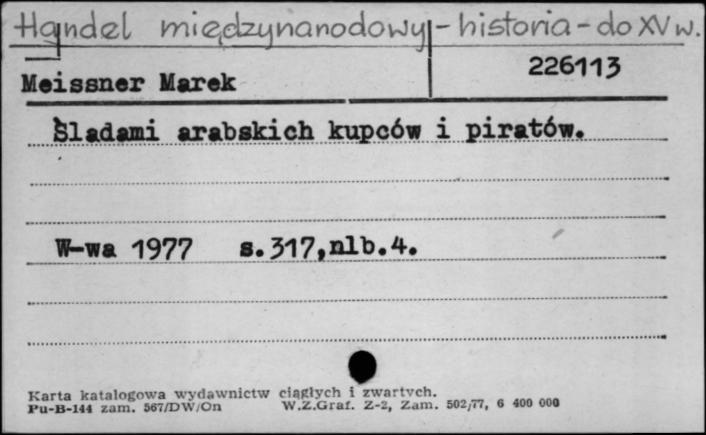 Handel międzynarodowy - historia - do XV w.
Meissner Marek
226113
Śladami arabskich kupców i piratów.
W-wa 1977 s.317,nlb.4.
Karta katalogowa wydawnictw ciągłych i zwartych.
Pu-B-144 zam. 567/DW/On W.Z.Graf. Z-2, Zam. 502/77, 6 400 000